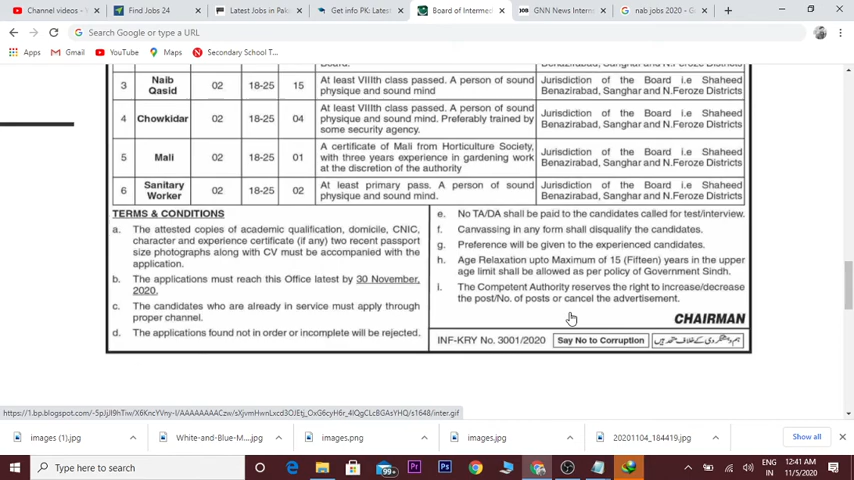 Channel videos - Y
Find Jobs 24
Latest Jobs in Pak
Get info PK: Latest
Board of Intermed
GNN News Intern
nab jobs 2020 - Go
Search Google or type a URL
Apps
Gmail
YouTube
Maps
Secondary School T...
Board.
Benazirabad, Sanghar and N.Feroze Districts
3 Naib Qasid 02 18-25 15 At least VIIIth class passed. A person of sound physique and sound mind Jurisdiction of the Board i.e Shaheed Benazirabad, Sanghar and N.Feroze Districts
4 Chowkidar 02 18-25 04 At least VIIIth class passed. A person of sound physique and sound mind. Preferably trained by some security agency. Jurisdiction of the Board i.e Shaheed Benazirabad, Sanghar and N.Feroze Districts
5 Mali 02 18-25 01 A certificate of Mali from Horticulture Society, with three years experience in gardening work at the discretion of the authority Jurisdiction of the Board i.e Shaheed Benazirabad, Sanghar and N.Feroze Districts
6 Sanitary Worker 02 18-25 02 At least primary pass. A person of sound physique and sound mind. Jurisdiction of the Board i.e Shaheed Benazirabad, Sanghar and N.Feroze Districts
TERMS & CONDITIONS
a. The attested copies of academic qualification, domicile, CNIC,
character and experience certificate (if any) two recent passport
size photographs along with CV must be accompanied with the
application.
b. The applications must reach this Office latest by 30 November,
2020.
c. The candidates who are already in service must apply through
proper channel.
d. The applications found not in order or incomplete will be rejected.
e. No TA/DA shall be paid to the candidates called for test/interview.
f. Canvassing in any form shall disqualify the candidates.
g. Preference will be given to the experienced candidates.
h. Age Relaxation upto Maximum of 15 (Fifteen) years in the upper
age limit shall be allowed as per policy of Government Sindh.
i. The Competent Authority reserves the right to increase/decrease
the post/No. of posts or cancel the advertisement.
CHAIRMAN
INF-KRY No. 3001/2020 Say No to Corruption ہم دہشتگردی کے خلاف متحد ہیں
images (1).jpg
White-and-Blue-M....jpg
images.png
images.jpg
20201104_184419.jpg
Show all
Type here to search
99+
Pr
Ps
ENG
IN
12:41 AM
11/5/2020